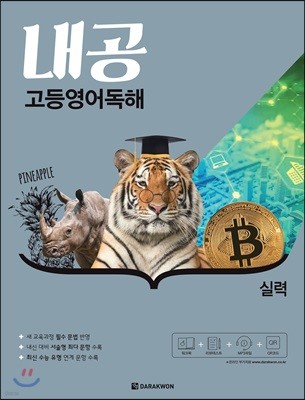 내공
고등영어독해
PINEAPPLE
실력
새 교육과정 필수 문법 반영
내신 대비 서술형 최다 문항 수록
최신 수능 유형 연계 문항 수록
QR
DARAKWON